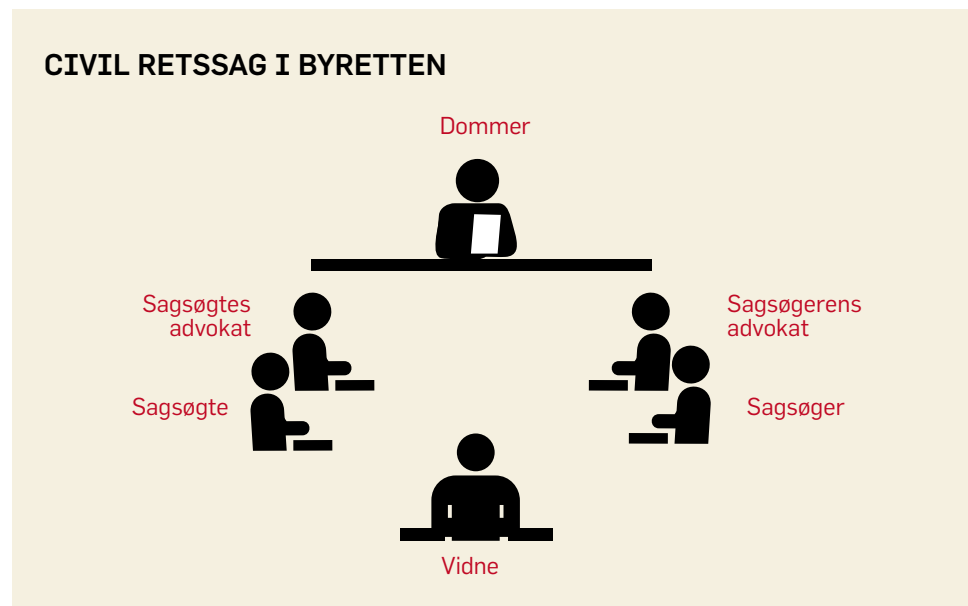 CIVIL RETSSAG I BYRETTEN
Dommer
Sagsøgtes
advokat
Sagsøgerens
advokat
Sagsøgte
Sagsøger
Vidne